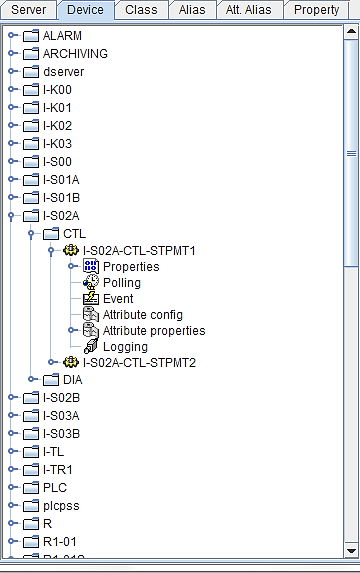 Server Device Class Alias Att. Alias Property
ALARM
ARCHIVING
dserver
I-K00
I-K01
I-K02
I-K03
I-S00
I-S01A
I-S01B
I-S02A
CTL
I-S02A-CTL-STPMT1
Properties
Polling
Event
Attribute config
Attribute properties
Logging
I-S02A-CTL-STPMT2
DIA
I-S02B
I-S03A
I-S03B
I-TL
I-TR1
PLC
plcpss
R
R1-01